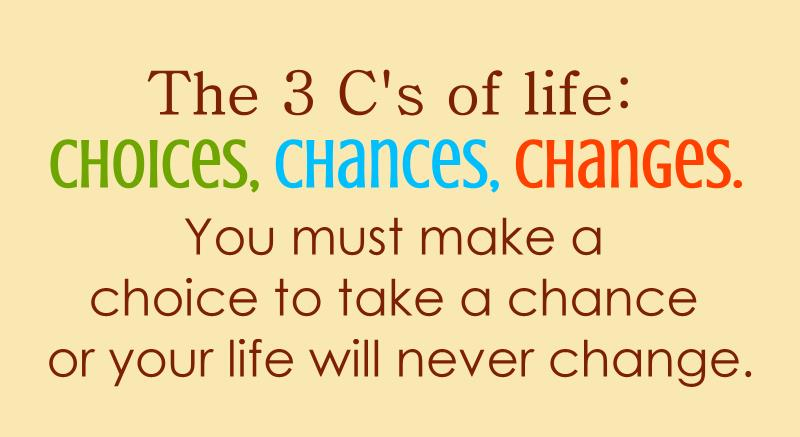 The 3 C's of life:
CHOICES, CHANCES, CHANGES.
You must make a
choice to take a chance
or your life will never change.